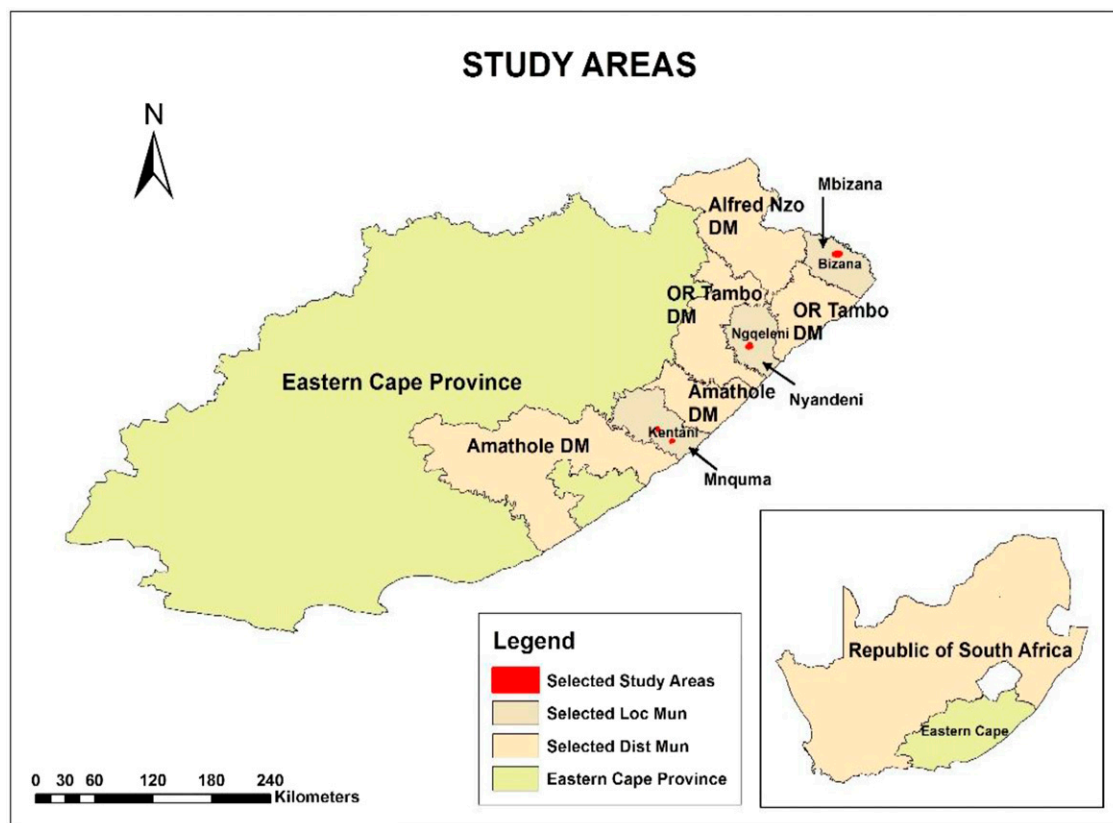 STUDY AREAS
N
Mbizana
Alfred Nzo
DM
Bizana
OR Tambo
DM
OR Tambo
DM
Ngqeleni
Eastern Cape Province
Nyandeni
Amathole
DM
Kentani
Amathole DM
Mnquma
Legend
Selected Study Areas
Selected Loc Mun
Selected Dist Mun
Eastern Cape Province
Republic of South Africa
Eastern Cape
0 30 60 120 180 240
Kilometers